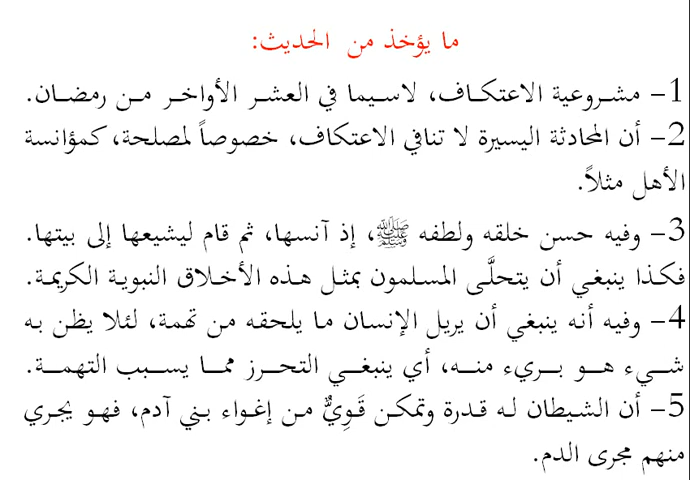 ما يؤخذ من الحديث:
1- مشروعية الاعتكاف، لاسيما في العشر الأواخر من رمضان.
2- أن المحادثة اليسيرة لا تنافي الاعتكاف، خصوصاً لمصلحة، كمؤانسة
الأهل مثلاً.
3- وفيه حسن خلقه ولطفه ﷺ، إذ آنسها، ثم قام ليشيعها إلى بيتها.
فكذا ينبغي أن يتحلَّى المسلمون بمثل هذه الأخلاق النبوية الكريمة.
4- وفيه أنه ينبغي أن يريل الإنسان ما يلحقه من تهمة، لئلا يظن به
شيء هو بريء منه، أي ينبغي التحرز مما يسبب التهمة.
5- أن الشيطان له قدرة وتمكن قَوِيٌّ من إغواء بني آدم، فهو يجري
منهم مجرى الدم.